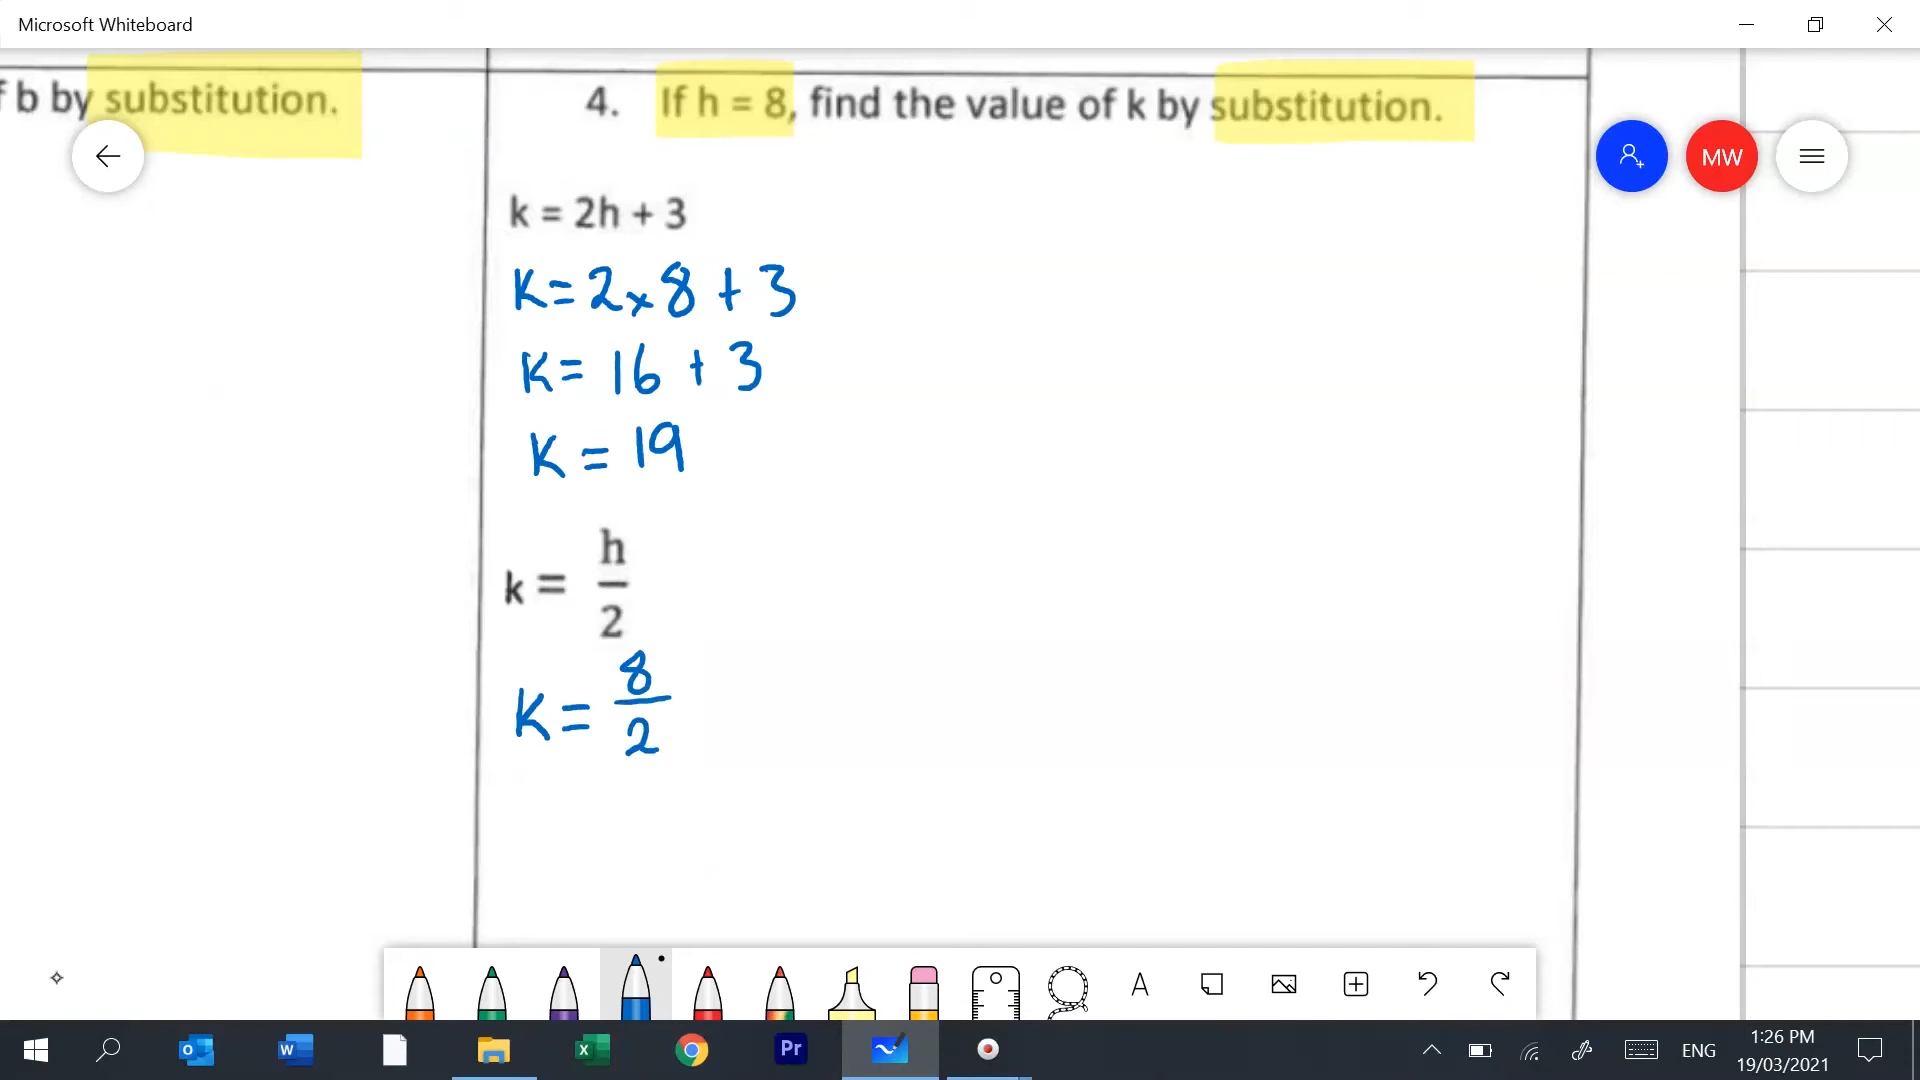 Microsoft Whiteboard
f b by substitution.
4. If h = 8, find the value of k by substitution.
MW
k = 2h + 3
K = 2 × 8 + 3
K = 16 + 3
K = 19
k = h/2
K = 8/2
A
Pr
ENG
1:26 PM
19/03/2021